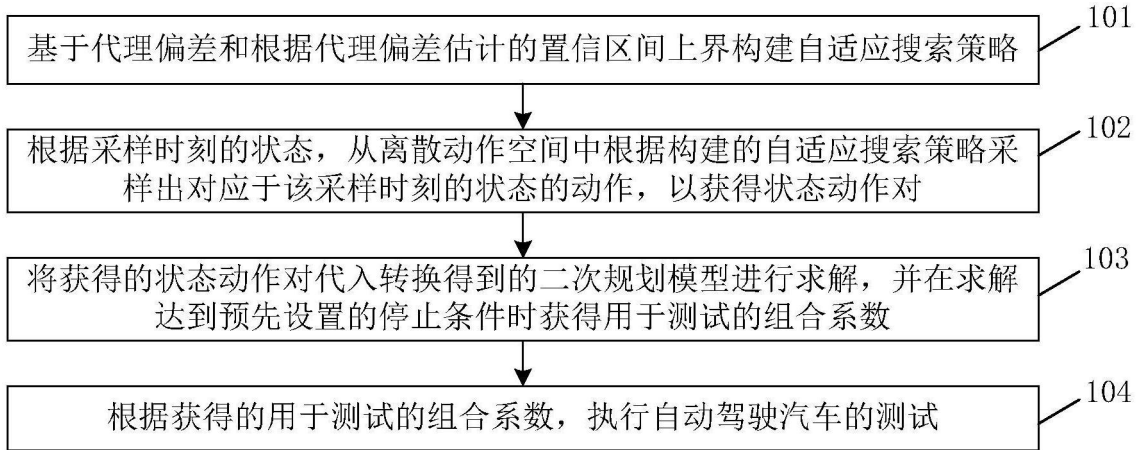 101
基于代理偏差和根据代理偏差估计的置信区间上界构建自适应搜索策略
102
根据采样时刻的状态，从离散动作空间中根据构建的自适应搜索策略采
样出对应于该采样时刻的状态的动作，以获得状态动作对
103
将获得的状态动作对代入转换得到的二次规划模型进行求解，并在求解
达到预先设置的停止条件时获得用于测试的组合系数
104
根据获得的用于测试的组合系数，执行自动驾驶汽车的测试